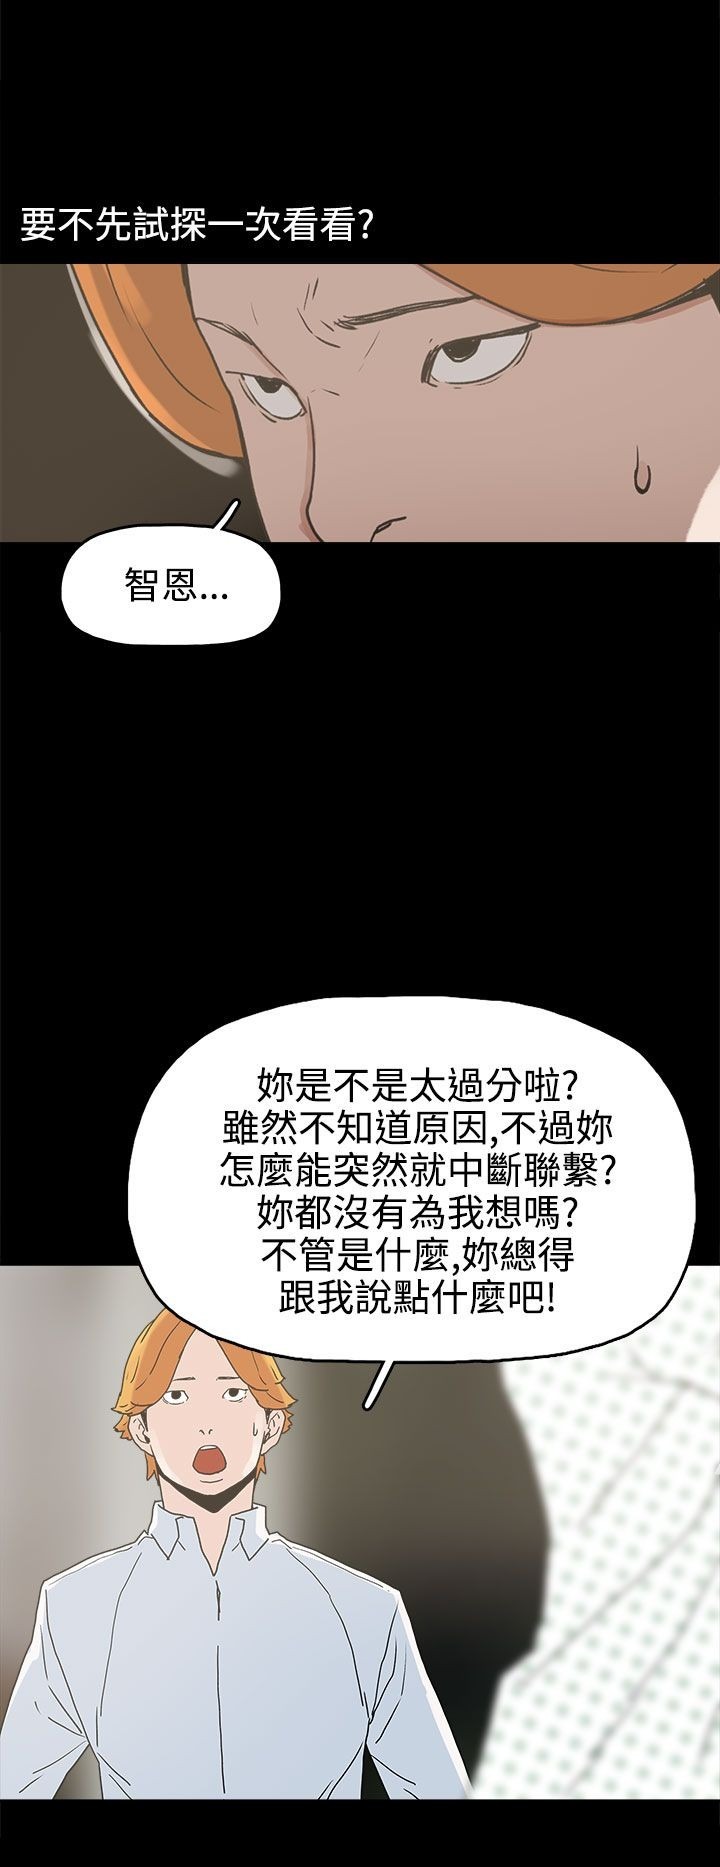 要不先試探一次看看?
智恩...
妳是不是太過分啦?
雖然不知道原因,不過妳
怎麼能突然就中斷聯繫?
妳都沒有為我想嗎?
不管是什麼,妳總得
跟我說點什麼吧!